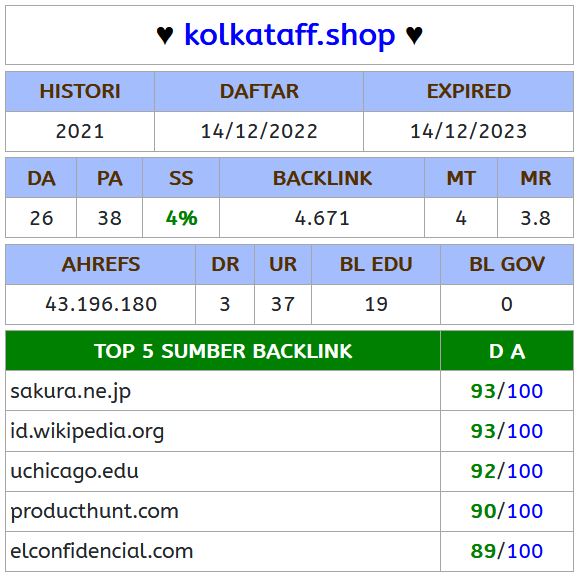 ♥ kolkataff.shop ♥
HISTORI DAFTAR EXPIRED
2021 14/12/2022 14/12/2023
DA PA SS BACKLINK MT MR
26 38 4% 4.671 4 3.8
AHREFS DR UR BL EDU BL GOV
43.196.180 3 37 19 0
TOP 5 SUMBER BACKLINK D A
sakura.ne.jp 93/100
id.wikipedia.org 93/100
uchicago.edu 92/100
producthunt.com 90/100
elconfidencial.com 89/100